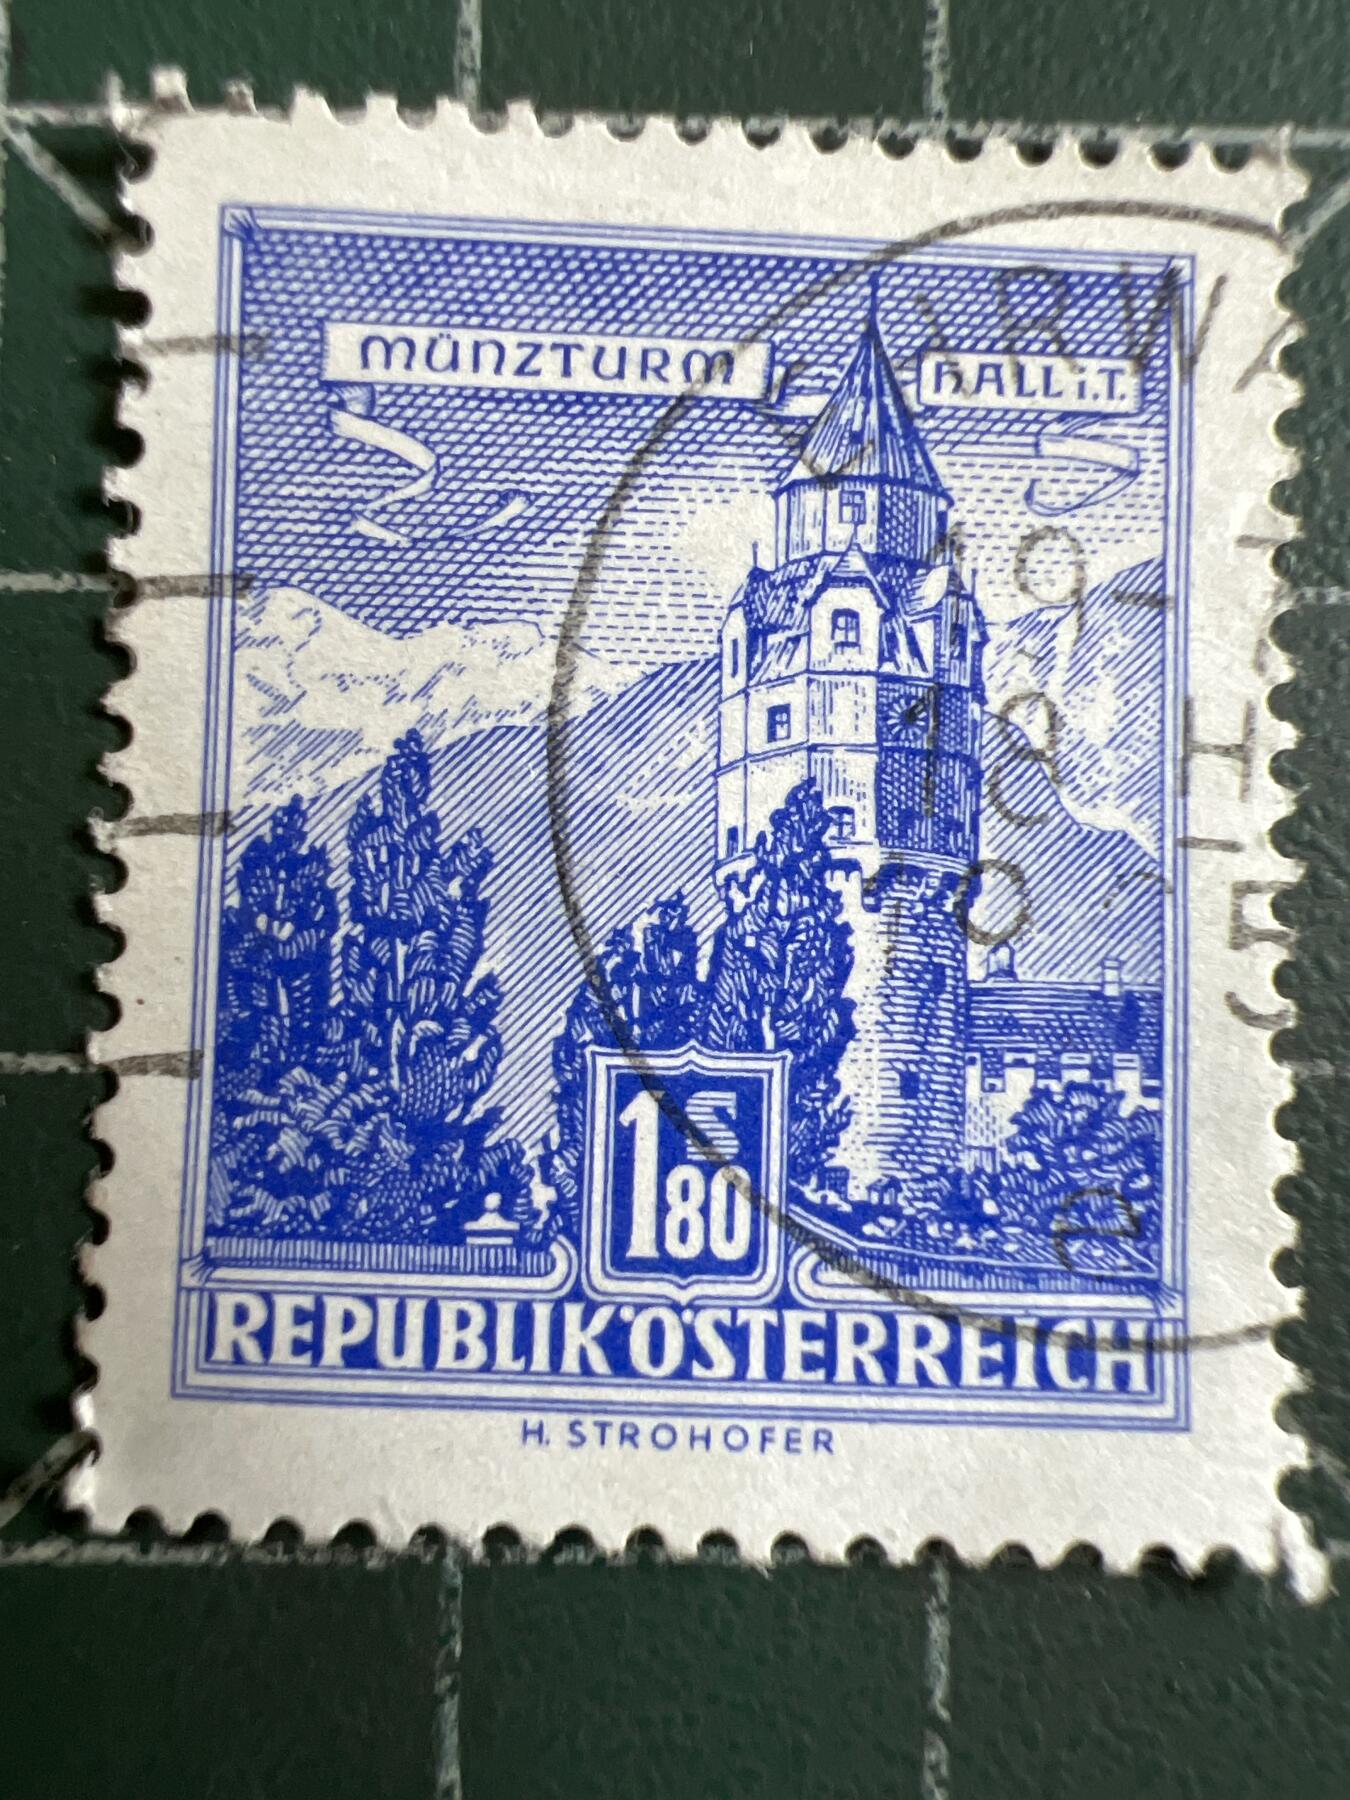 MÜNZTURM HALL i.T.
1 S 80
REPUBLIK ÖSTERREICH
H. STROHOFER
e